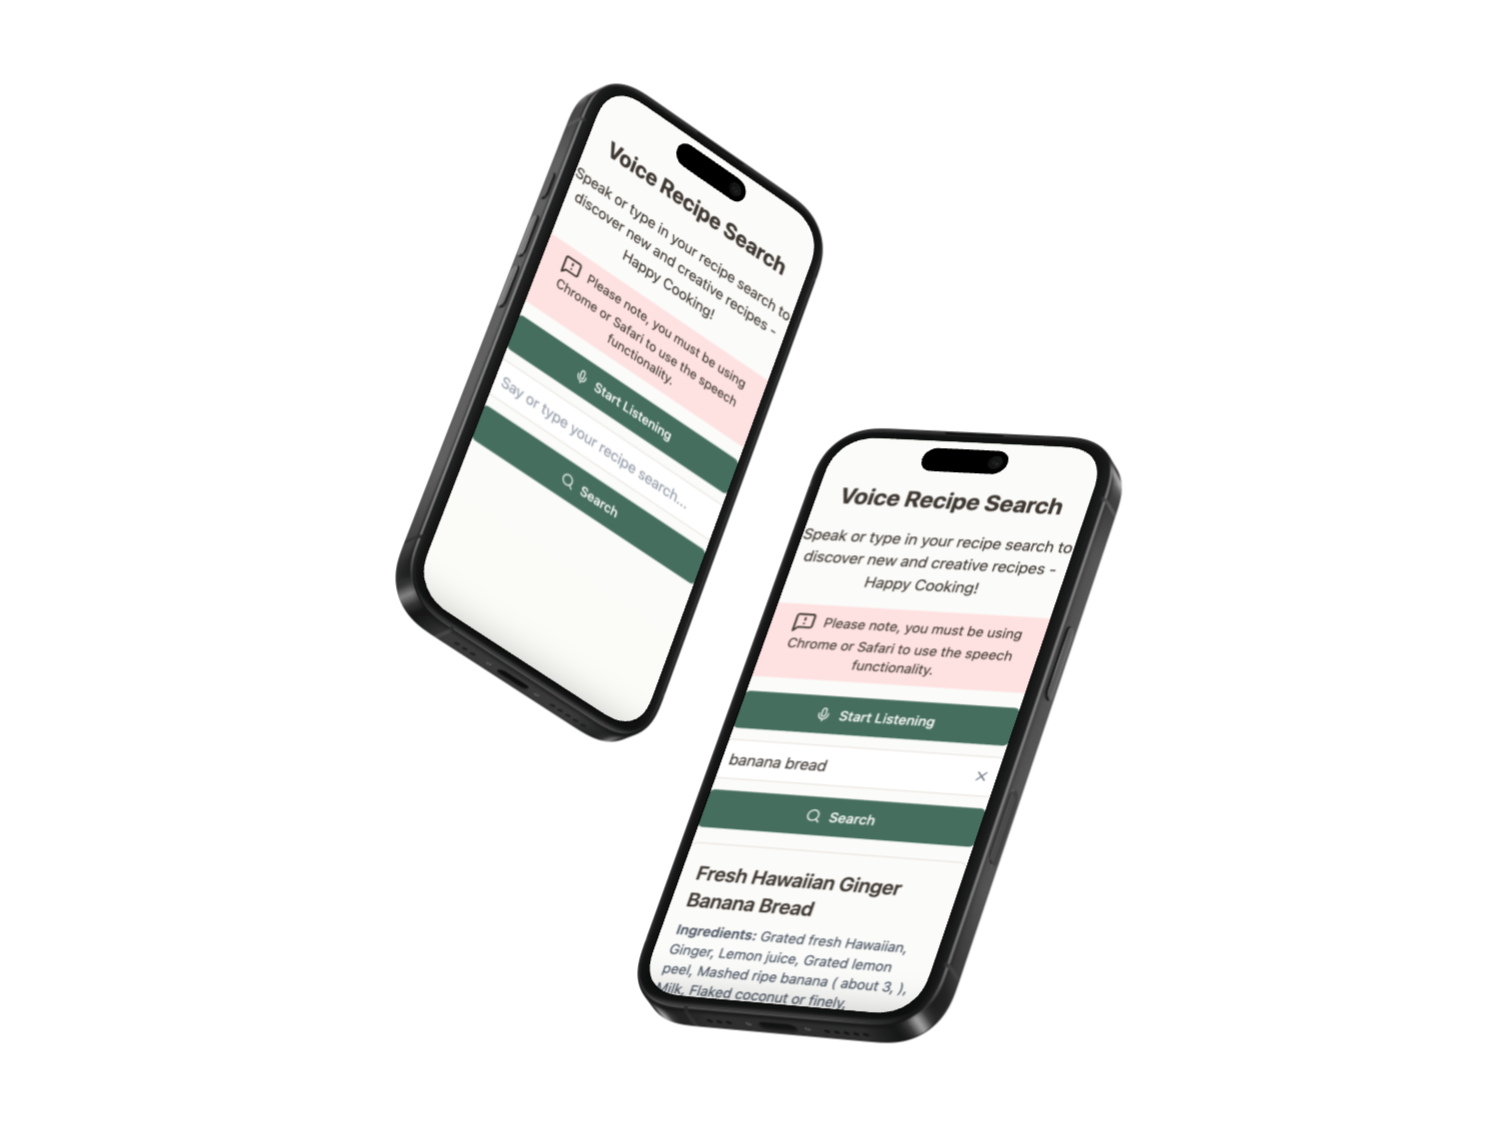 Voice Recipe Search
Speak or type in your recipe search to
discover new and creative recipes -
Happy Cooking!
Please note, you must be using
Chrome or Safari to use the speech
functionality.
Start Listening
Say or type your recipe search...
Search
Voice Recipe Search
Speak or type in your recipe search to
discover new and creative recipes -
Happy Cooking!
Please note, you must be using
Chrome or Safari to use the speech
functionality.
Start Listening
banana bread
Search
Fresh Hawaiian Ginger
Banana Bread
Ingredients: Grated fresh Hawaiian,
Ginger, Lemon juice, Grated lemon
peel, Mashed ripe banana ( about 3, ),
Milk, Flaked coconut or finely,